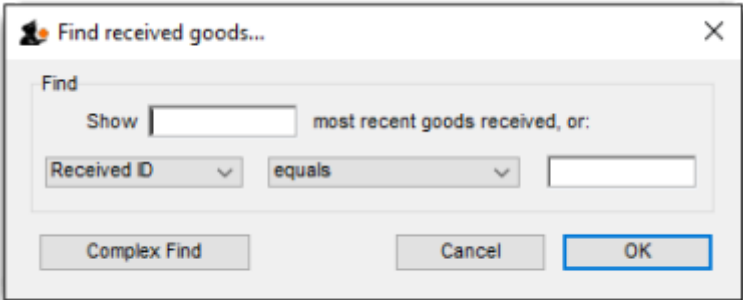 Find received goods...
Find
Show most recent goods received, or:
Received ID equals
Complex Find Cancel OK